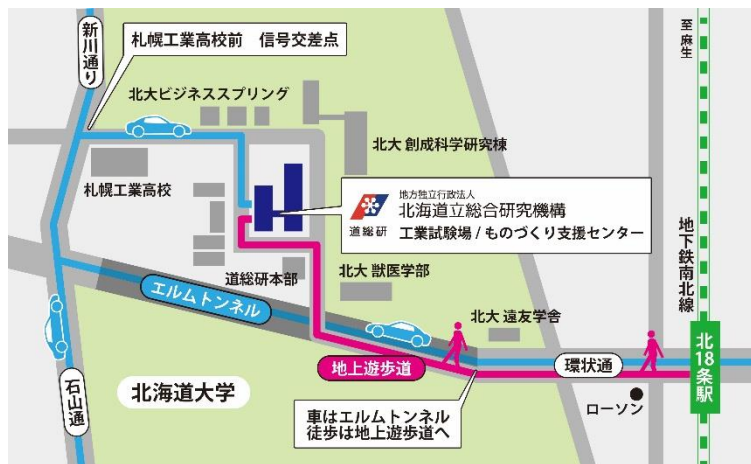 新川通り
札幌工業高校前　信号交差点
至麻生
北大ビジネススプリング
北大 創成科学研究棟
札幌工業高校
地方独立行政法人
北海道立総合研究機構
道総研
工業試験場 / ものづくり支援センター
地下鉄南北線
道総研本部
北大 獣医学部
エルムトンネル
北大 遠友学舎
北18条駅
地上遊歩道
環状通
石山通
北海道大学
ローソン
車はエルムトンネル
徒歩は地上遊歩道へ